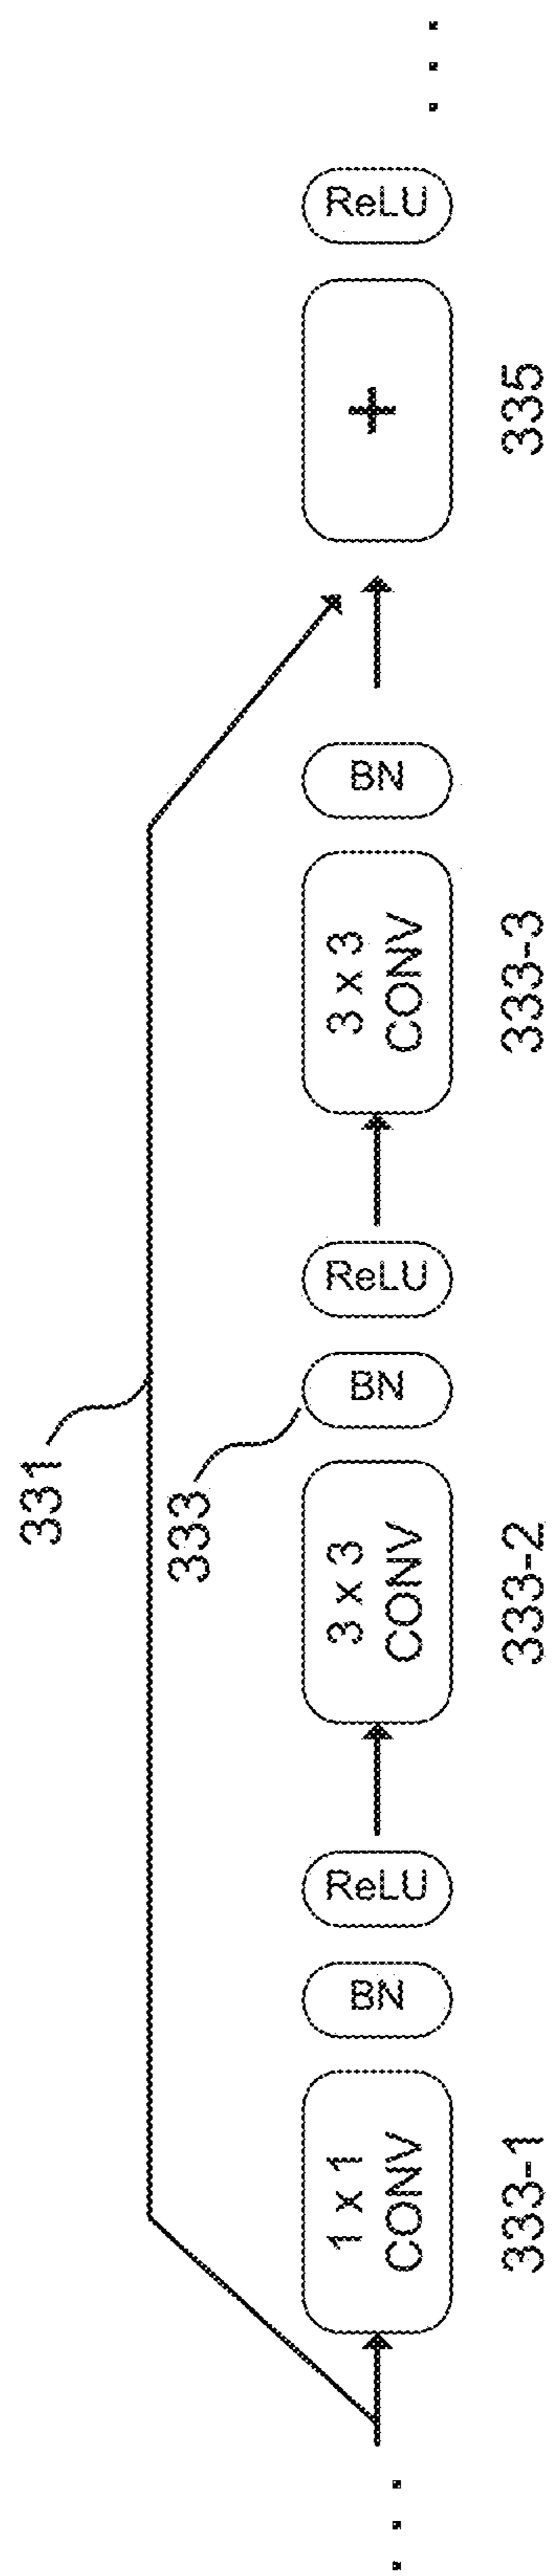 331
333
1 x 1
CONV
BN
ReLU
3 x 3
CONV
BN
ReLU
3 x 3
CONV
BN
+
ReLU
333-1
333-2
333-3
335